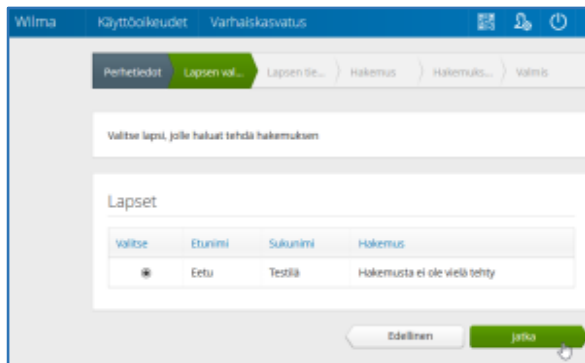 Wilma Käyttöoikeudet Varhaiskasvatus
Perhetiedot Lapsen val... Lapsen tie... Hakemus Hakemuks... Valmis
Valitse lapsi, jolle haluat tehdä hakemuksen
Lapset
Valitse Etunimi Sukunimi Hakemus
Eetu Testilä Hakemusta ei ole vielä tehty
Edellinen Jatka